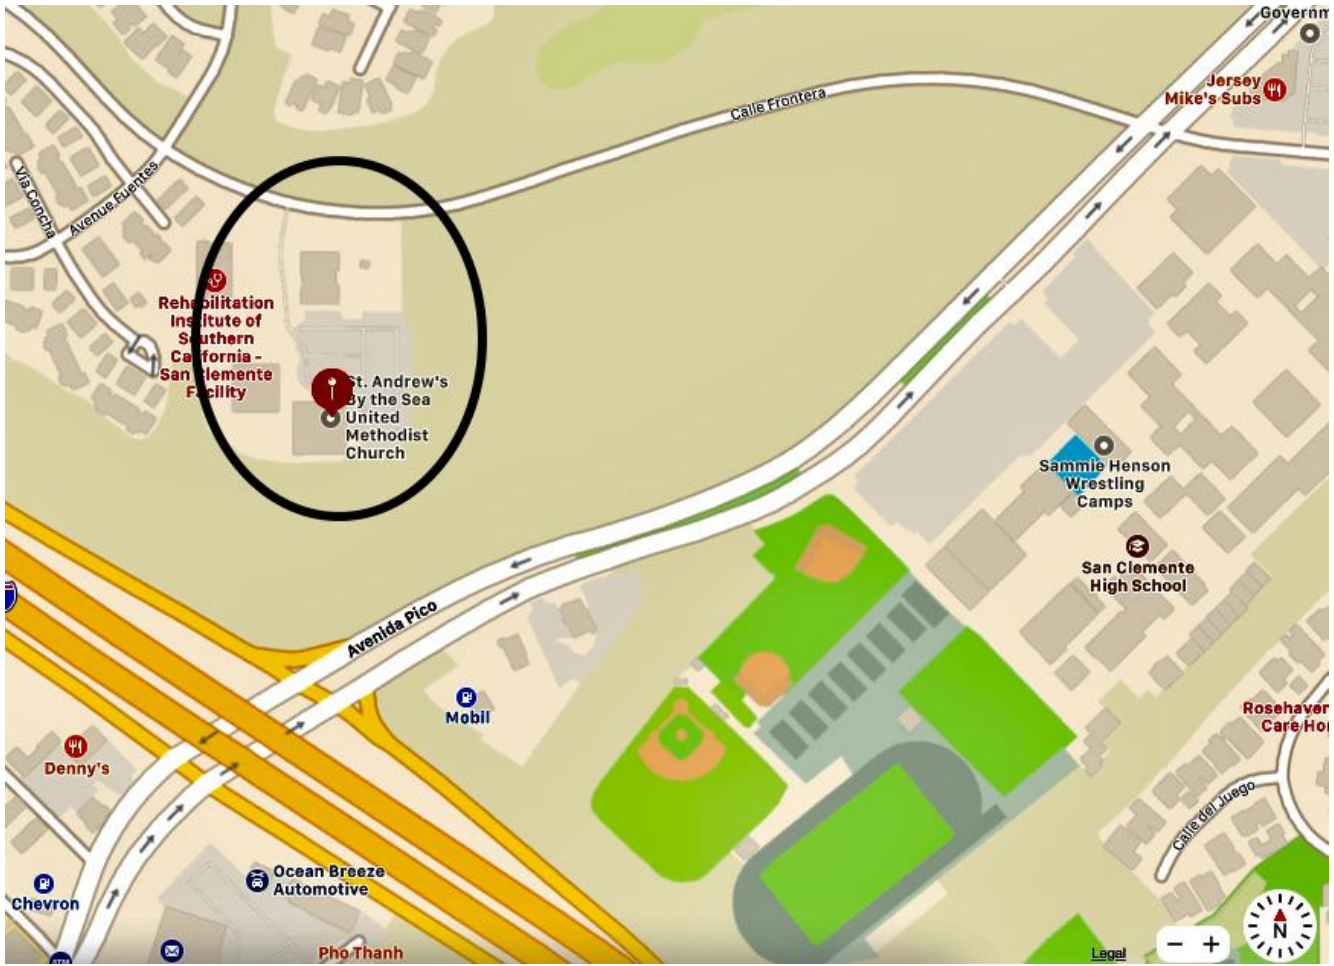 Governm
Jersey
Mike's Subs
Calle Frontera
Via Concha
Avenue Fuentes
Rehabilitation
Institute of
Southern
California -
San Clemente
Facility
St. Andrew's
By the Sea
United
Methodist
Church
Sammie Henson
Wrestling
Camps
San Clemente
High School
Avenida Pico
Mobil
Denny's
Rosehaven
Care Ho
Calle del Juego
Ocean Breeze
Automotive
Chevron
Pho Thanh
ATM
Legal
- +
N